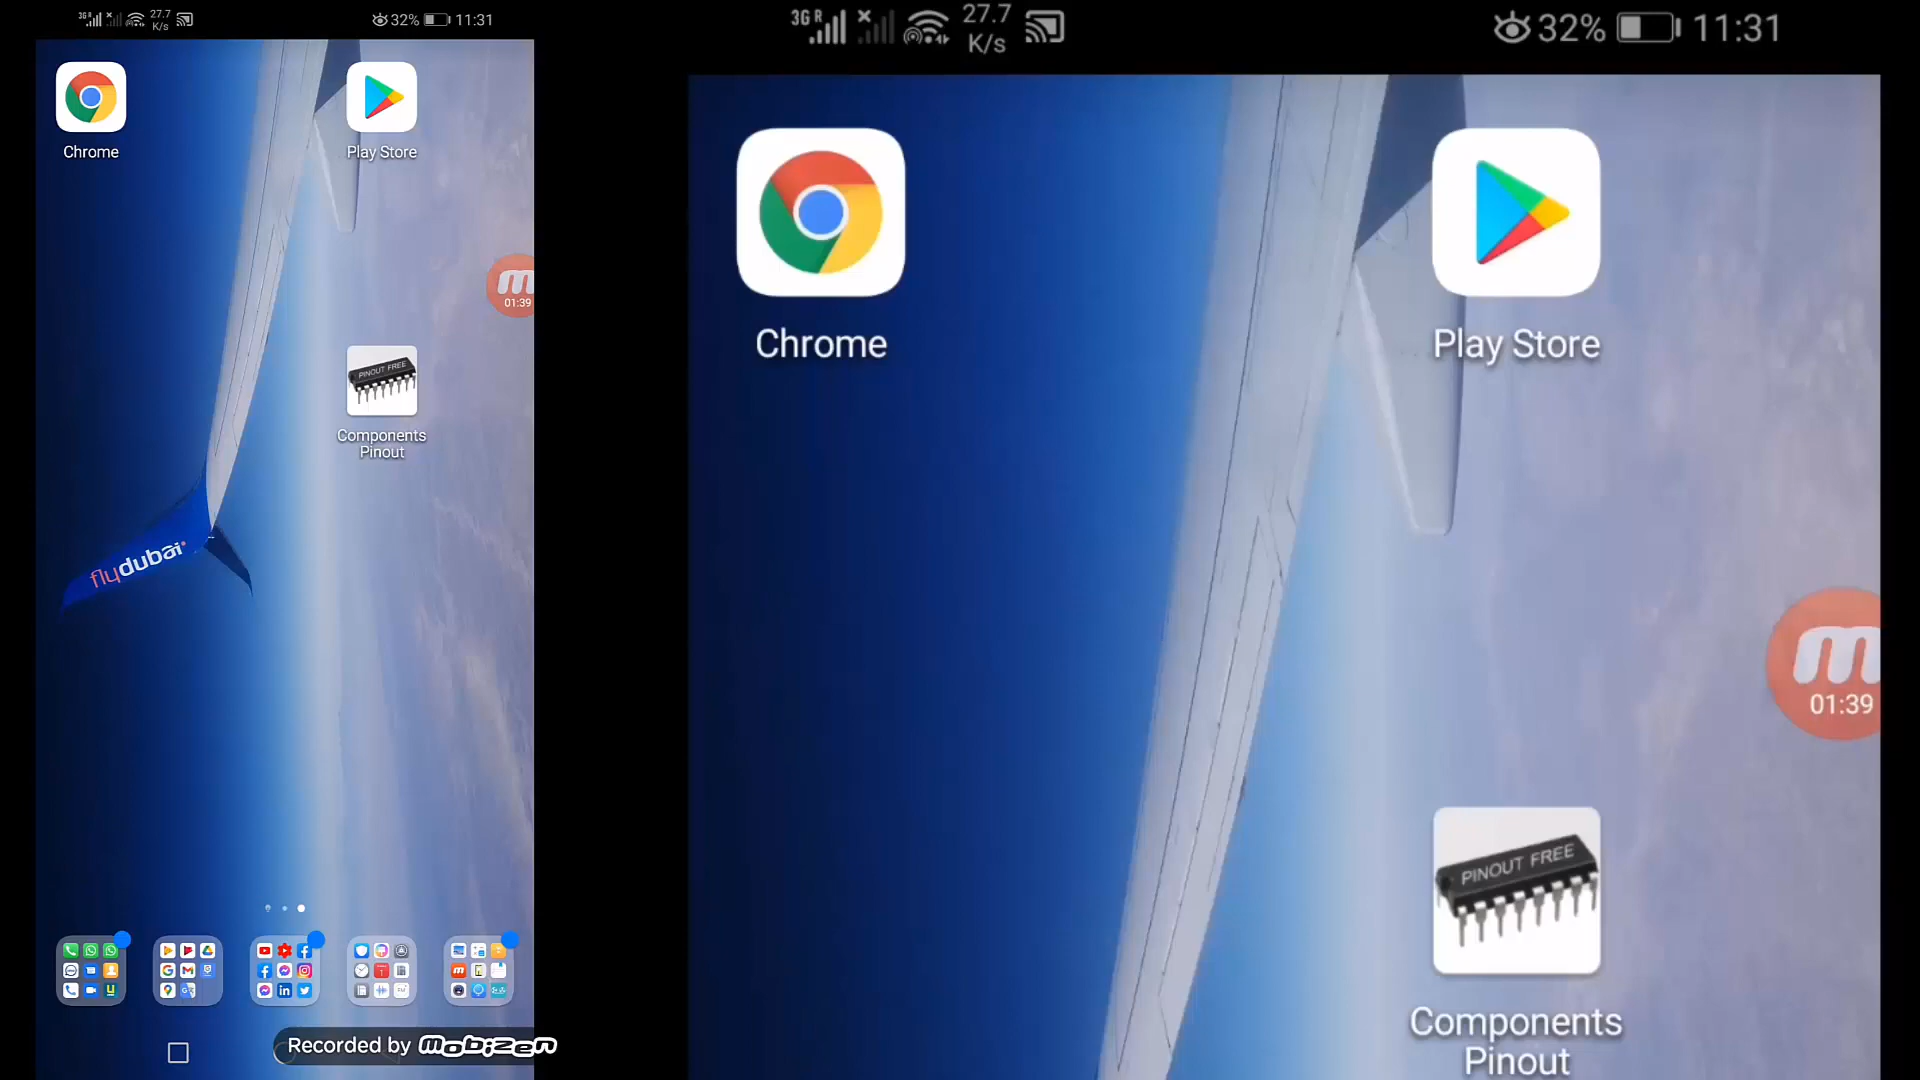 3G R
27.7
K/s
32%
11:31
Chrome
Play Store
01:39
PINOUT FREE
Components
Pinout
flydubai
Recorded by mobizen
3G R
27.7
K/s
32%
11:31
Chrome
Play Store
m
01:39
PINOUT FREE
Components
Pinout